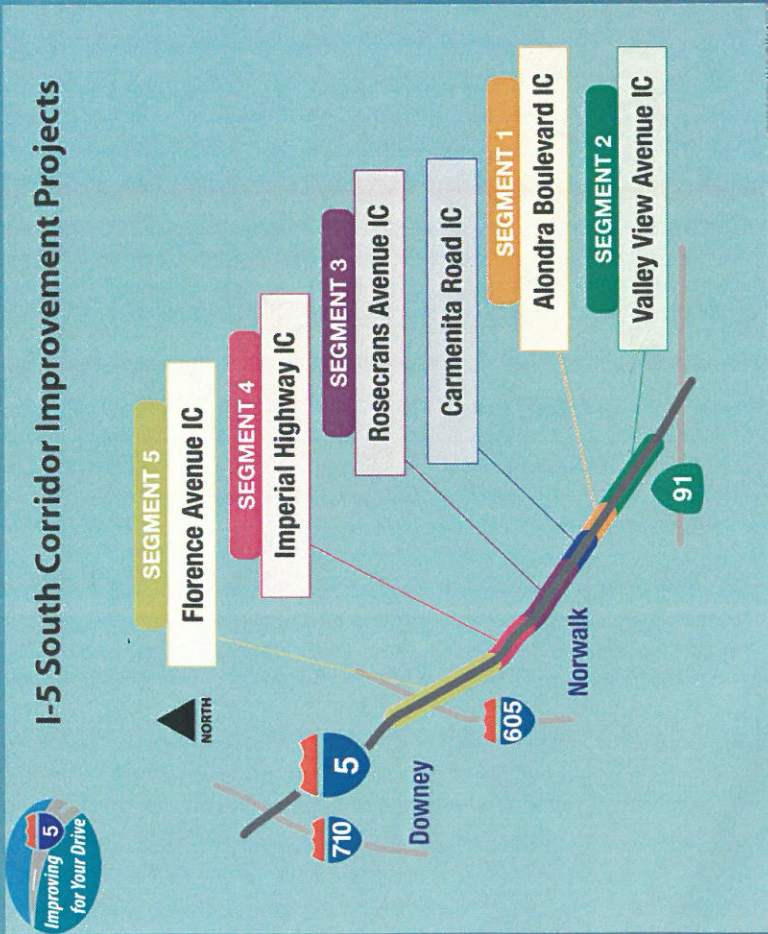 Improving
5
for Your Drive
I-5 South Corridor Improvement Projects
SEGMENT 5
Florence Avenue IC
SEGMENT 4
Imperial Highway IC
SEGMENT 3
Rosecrans Avenue IC
Carmenita Road IC
SEGMENT 1
Alondra Boulevard IC
SEGMENT 2
Valley View Avenue IC
NORTH
5
710
605
91
Downey
Norwalk